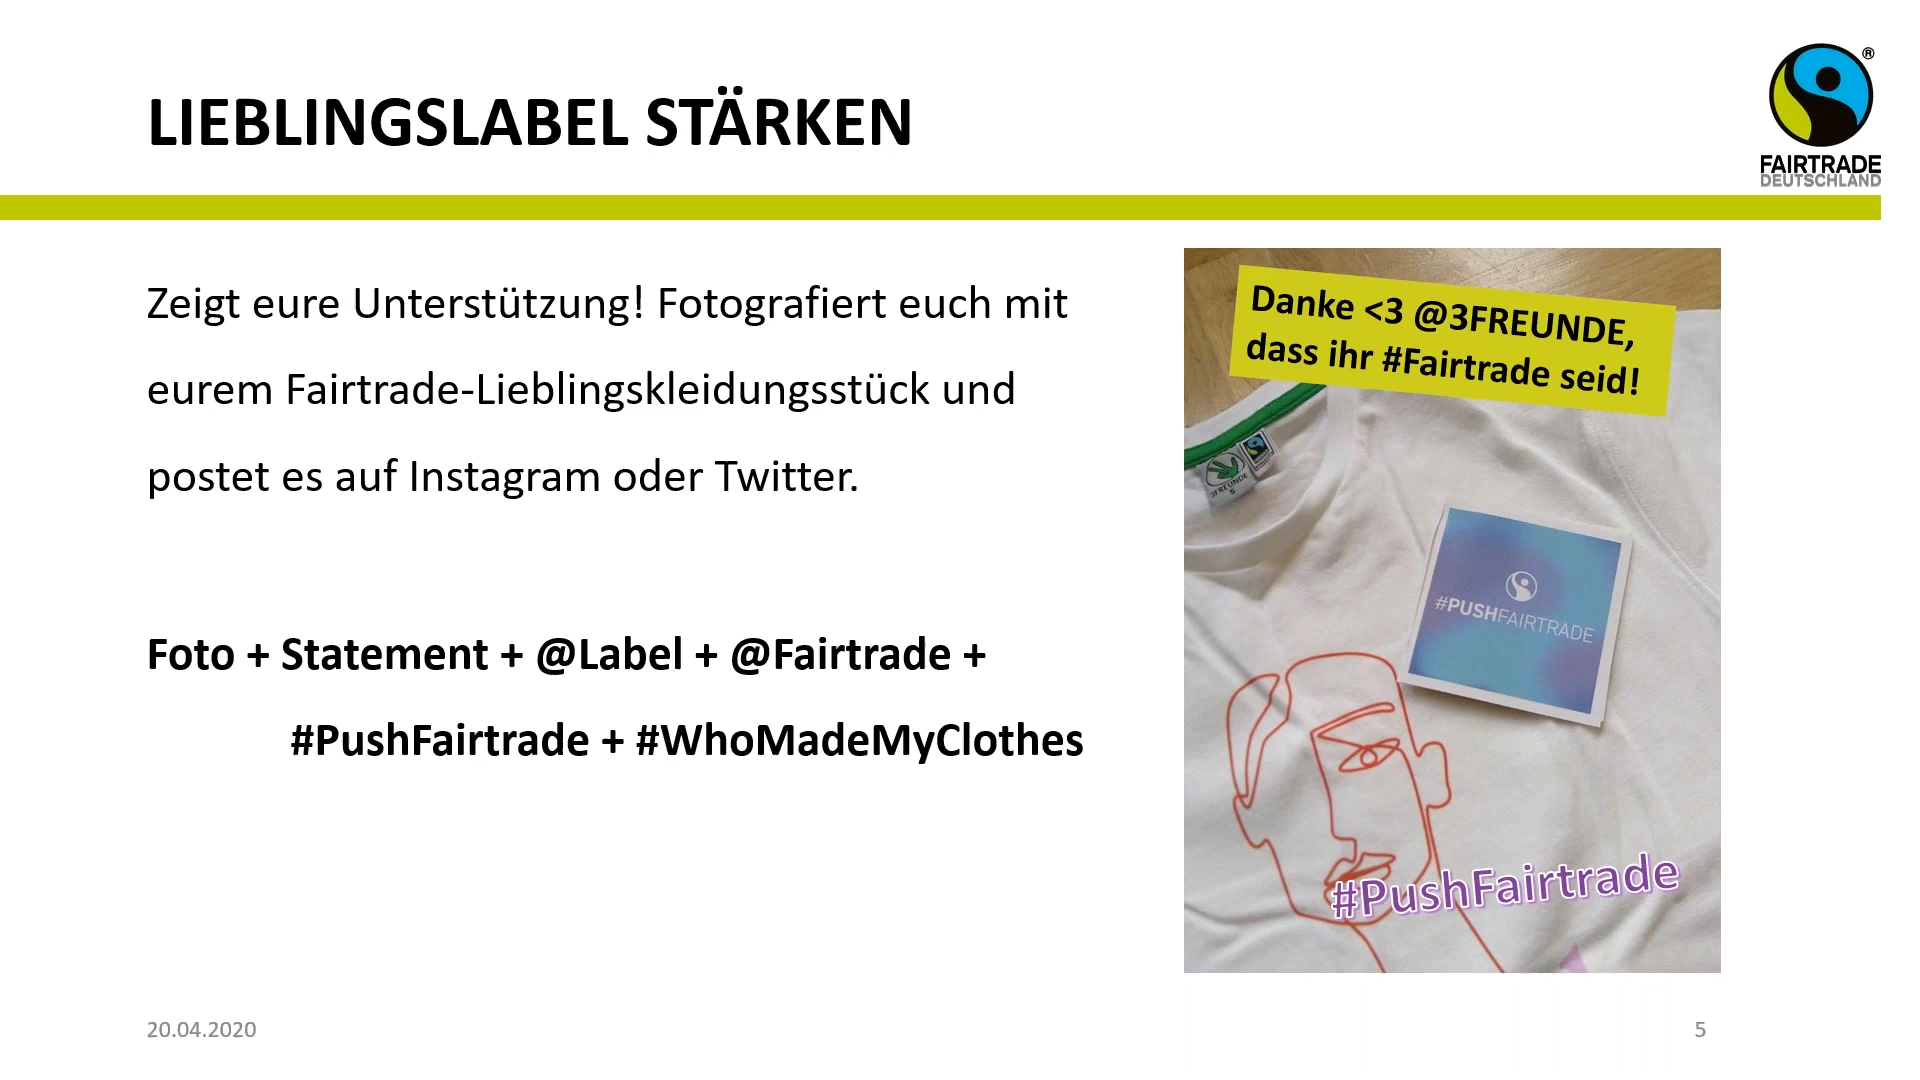 LIEBLINGSLABEL STÄRKEN
®
FAIRTRADE
DEUTSCHLAND
Zeigt eure Unterstützung! Fotografiert euch mit
eurem Fairtrade-Lieblingskleidungsstück und
postet es auf Instagram oder Twitter.
Foto + Statement + @Label + @Fairtrade +
#PushFairtrade + #WhoMadeMyClothes
Danke <3 @3FREUNDE,
dass ihr #Fairtrade seid!
3FREUNDE
S
#PUSHFAIRTRADE
#PushFairtrade
20.04.2020
5